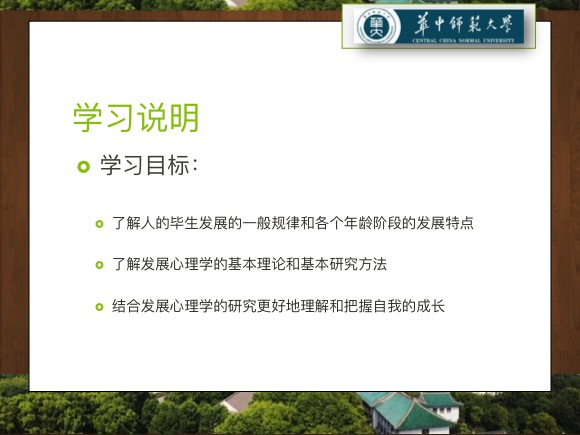 華中師範大學
CENTRAL CHINA NORMAL UNIVERSITY
学习说明
学习目标：
了解人的毕生发展的一般规律和各个年龄阶段的发展特点
了解发展心理学的基本理论和基本研究方法
结合发展心理学的研究更好地理解和把握自我的成长